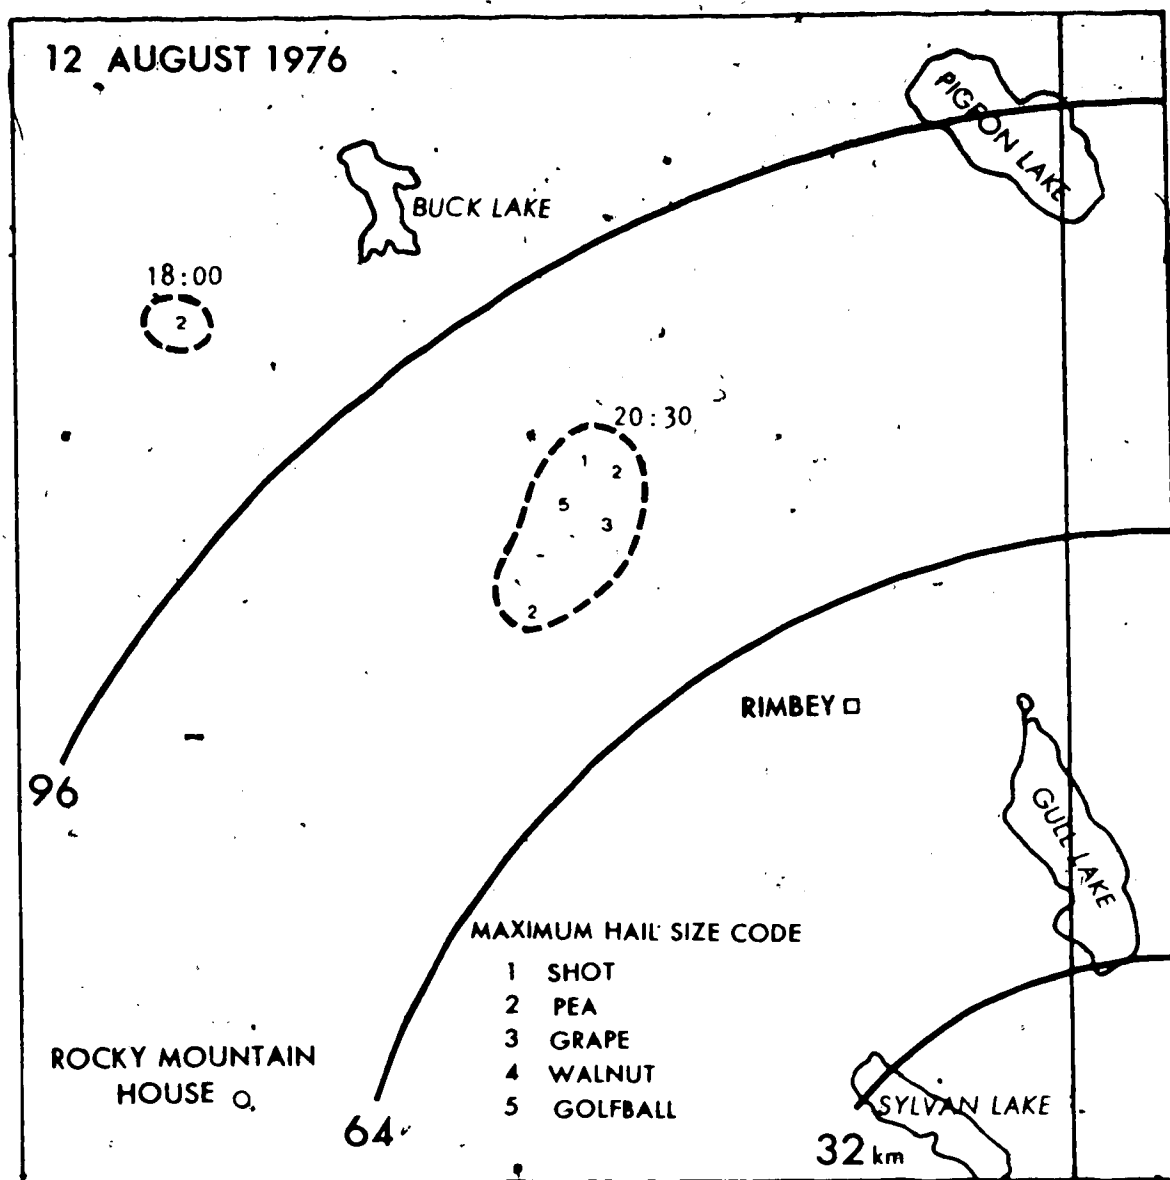 12 AUGUST 1976
PIGEON LAKE
BUCK LAKE
18:00
2
20:30
1
2
5
3
2
RIMBEY
96
GULL LAKE
MAXIMUM HAIL SIZE CODE
1 SHOT
2 PEA
3 GRAPE
4 WALNUT
5 GOLFBALL
ROCKY MOUNTAIN
HOUSE
64
SYLVAN LAKE
32 km